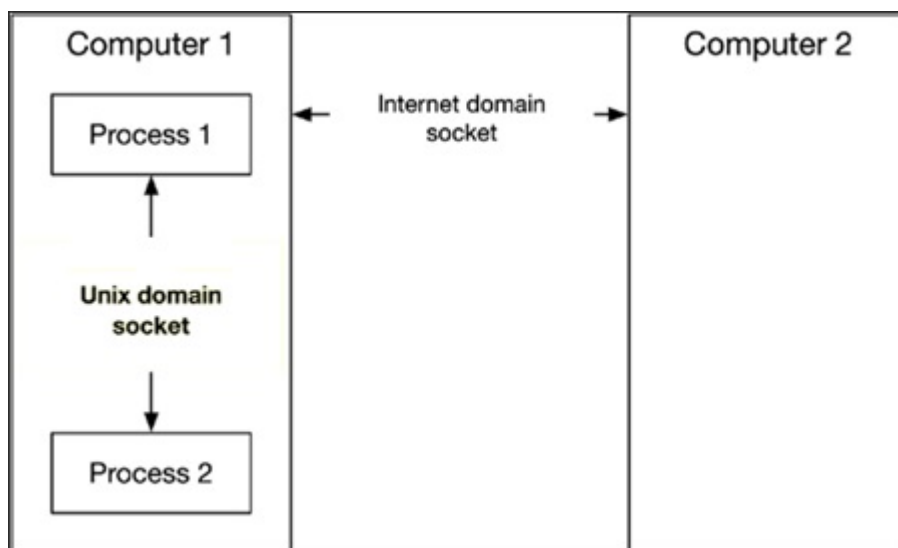 Computer 1
Computer 2
Process 1
Internet domain
socket
Unix domain
socket
Process 2